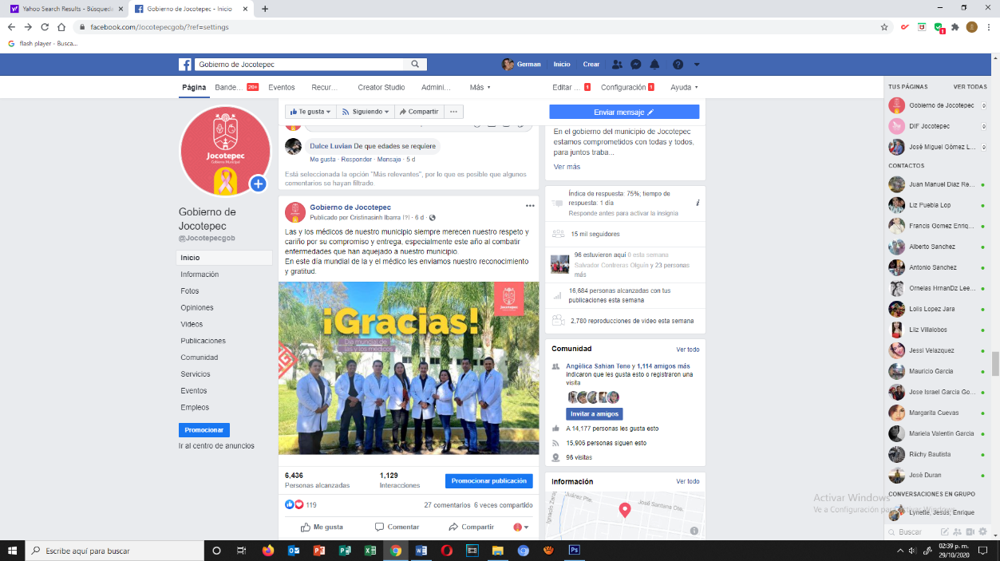 Yahoo Search Results - Búsqueda
Gobierno de Jocotepec - Inicio
facebook.com/Jocotepecgob/?ref=settings
flash player - Busca...
Gobierno de Jocotepec
German
Inicio
Crear
Página
Bande...
20+
Eventos
Recur...
Creator Studio
Admini...
Más
Editar ...
1
Configuración
1
Ayuda
Te gusta
Siguiendo
Compartir
Enviar mensaje
Jocotepec
Gobierno Municipal
Gobierno de
Jocotepec
@Jocotepecgob
Inicio
Información
Fotos
Opiniones
Videos
Publicaciones
Comunidad
Servicios
Eventos
Empleos
Promocionar
Ir al centro de anuncios
Dulce Luvian De que edades se requiere
Me gusta · Responder · Mensaje · 5 d
Está seleccionada la opción "Más relevantes", por lo que es posible que algunos
comentarios se hayan filtrado.
Gobierno de Jocotepec
Publicado por Cristinasinh Ibarra [?] · 6 d ·
Las y los médicos de nuestro municipio siempre merecen nuestro respeto y
cariño por su compromiso y entrega, especialmente este año al combatir
enfermedades que han aquejado a nuestro municipio.
En este día mundial de la y el médico les enviamos nuestro reconocimiento
y gratitud.
¡Gracias!
Día mundial de
las y los médicos
6,436
Personas alcanzadas
1,129
Interacciones
Promocionar publicación
119
27 comentarios 6 veces compartido
Me gusta
Comentar
Compartir
En el gobierno del municipio de Jocotepec
estamos comprometidos con todas y todos,
para juntos traba...
Ver más
Índice de respuesta: 75%; tiempo de
respuesta: 1 día
Responde antes para activar la insignia
15 mil seguidores
96 estuvieron aquí 0 esta semana
Salvador Contreras Olguin y 23 personas
más
16,684 personas alcanzadas con tus
publicaciones esta semana
2,780 reproducciones de video esta semana
Comunidad
Ver todo
Angélica Sahian Tene y 1,114 amigos más
indicaron que les gusta esto o registraron una
visita
Invitar a amigos
A 14,177 personas les gusta esto
15,906 personas siguen esto
96 visitas
Información
Ver todo
Juárez Pte.
José Santana Ote.
TUS PÁGINAS
VER TODAS
Gobierno de Jocotepec
0
DIF Jocotepec
0
José Miguel Gómez L...
0
CONTACTOS
Juan Manuel Diaz Re...
Liz Puebla Lop
Francis Gomez Enriq...
Alberto Sanchez
Antonio Sanchez
Ornelas HrnanDz Lee...
Lolis Lopez Jara
Liiz Villalobos
Jessi Velazquez
Mauricio Garcia
Jose Israel Garcia Go...
Margarita Cuevas
Mariela Valentin Garcia
Riichy Bautista
Josè Duran
CONVERSACIONES EN GRUPO
Lynette, Jesus, Enrique
Buscar
Activar Windows
Ve a Configuración para activar Windows.
Escribe aquí para buscar
02:39 p. m.
29/10/2020